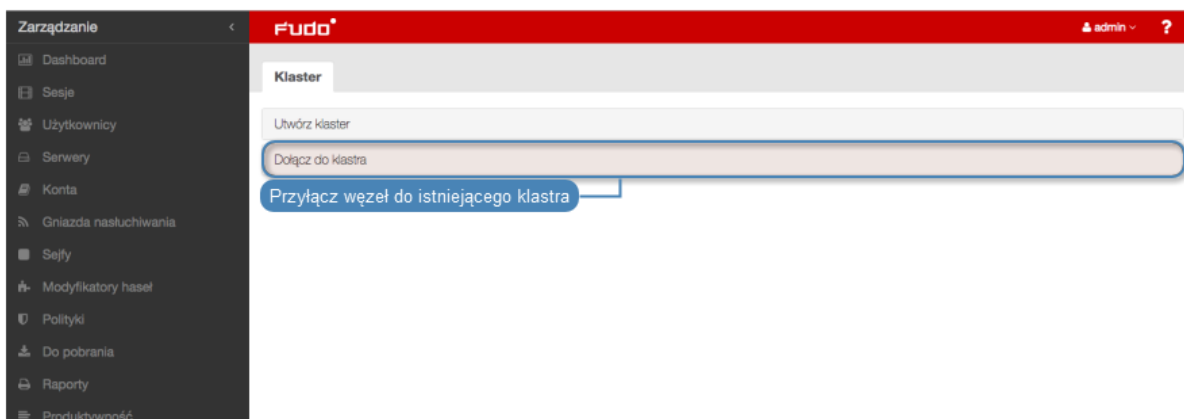 Zarządzanie
Fudo
admin
?
Dashboard
Klaster
Sesje
Użytkownicy
Utwórz klaster
Serwery
Dołącz do klastra
Konta
Przyłącz węzeł do istniejącego klastra
Gniazda nasłuchiwania
Sejfy
Modyfikatory haseł
Polityki
Do pobrania
Raporty
Produktywność